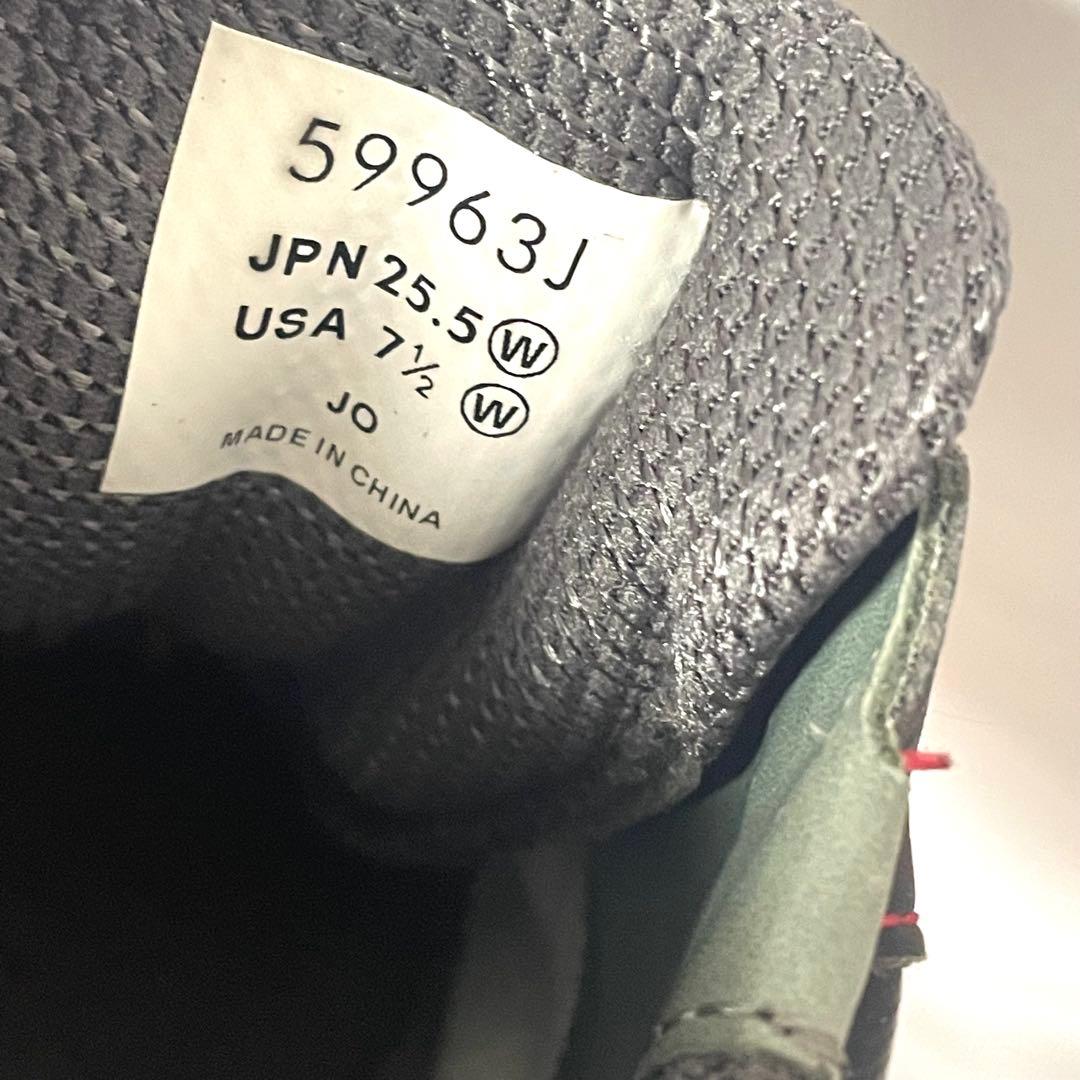 59963J
JPN 25.5 Ⓦ
USA 7½ Ⓦ
JO
MADE IN CHINA